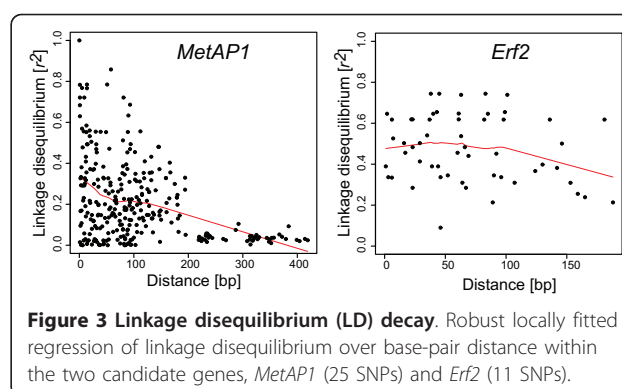 MetAP1
Erf2
Linkage disequilibrium [r²]
1.0
0.8
0.6
0.4
0.2
0.0
0 100 200 300 400
Distance [bp]
Linkage disequilibrium [r²]
1.0
0.8
0.6
0.4
0.2
0.0
0 50 100 150
Distance [bp]
Figure 3 Linkage disequilibrium (LD) decay. Robust locally fitted
regression of linkage disequilibrium over base-pair distance within
the two candidate genes, MetAP1 (25 SNPs) and Erf2 (11 SNPs).